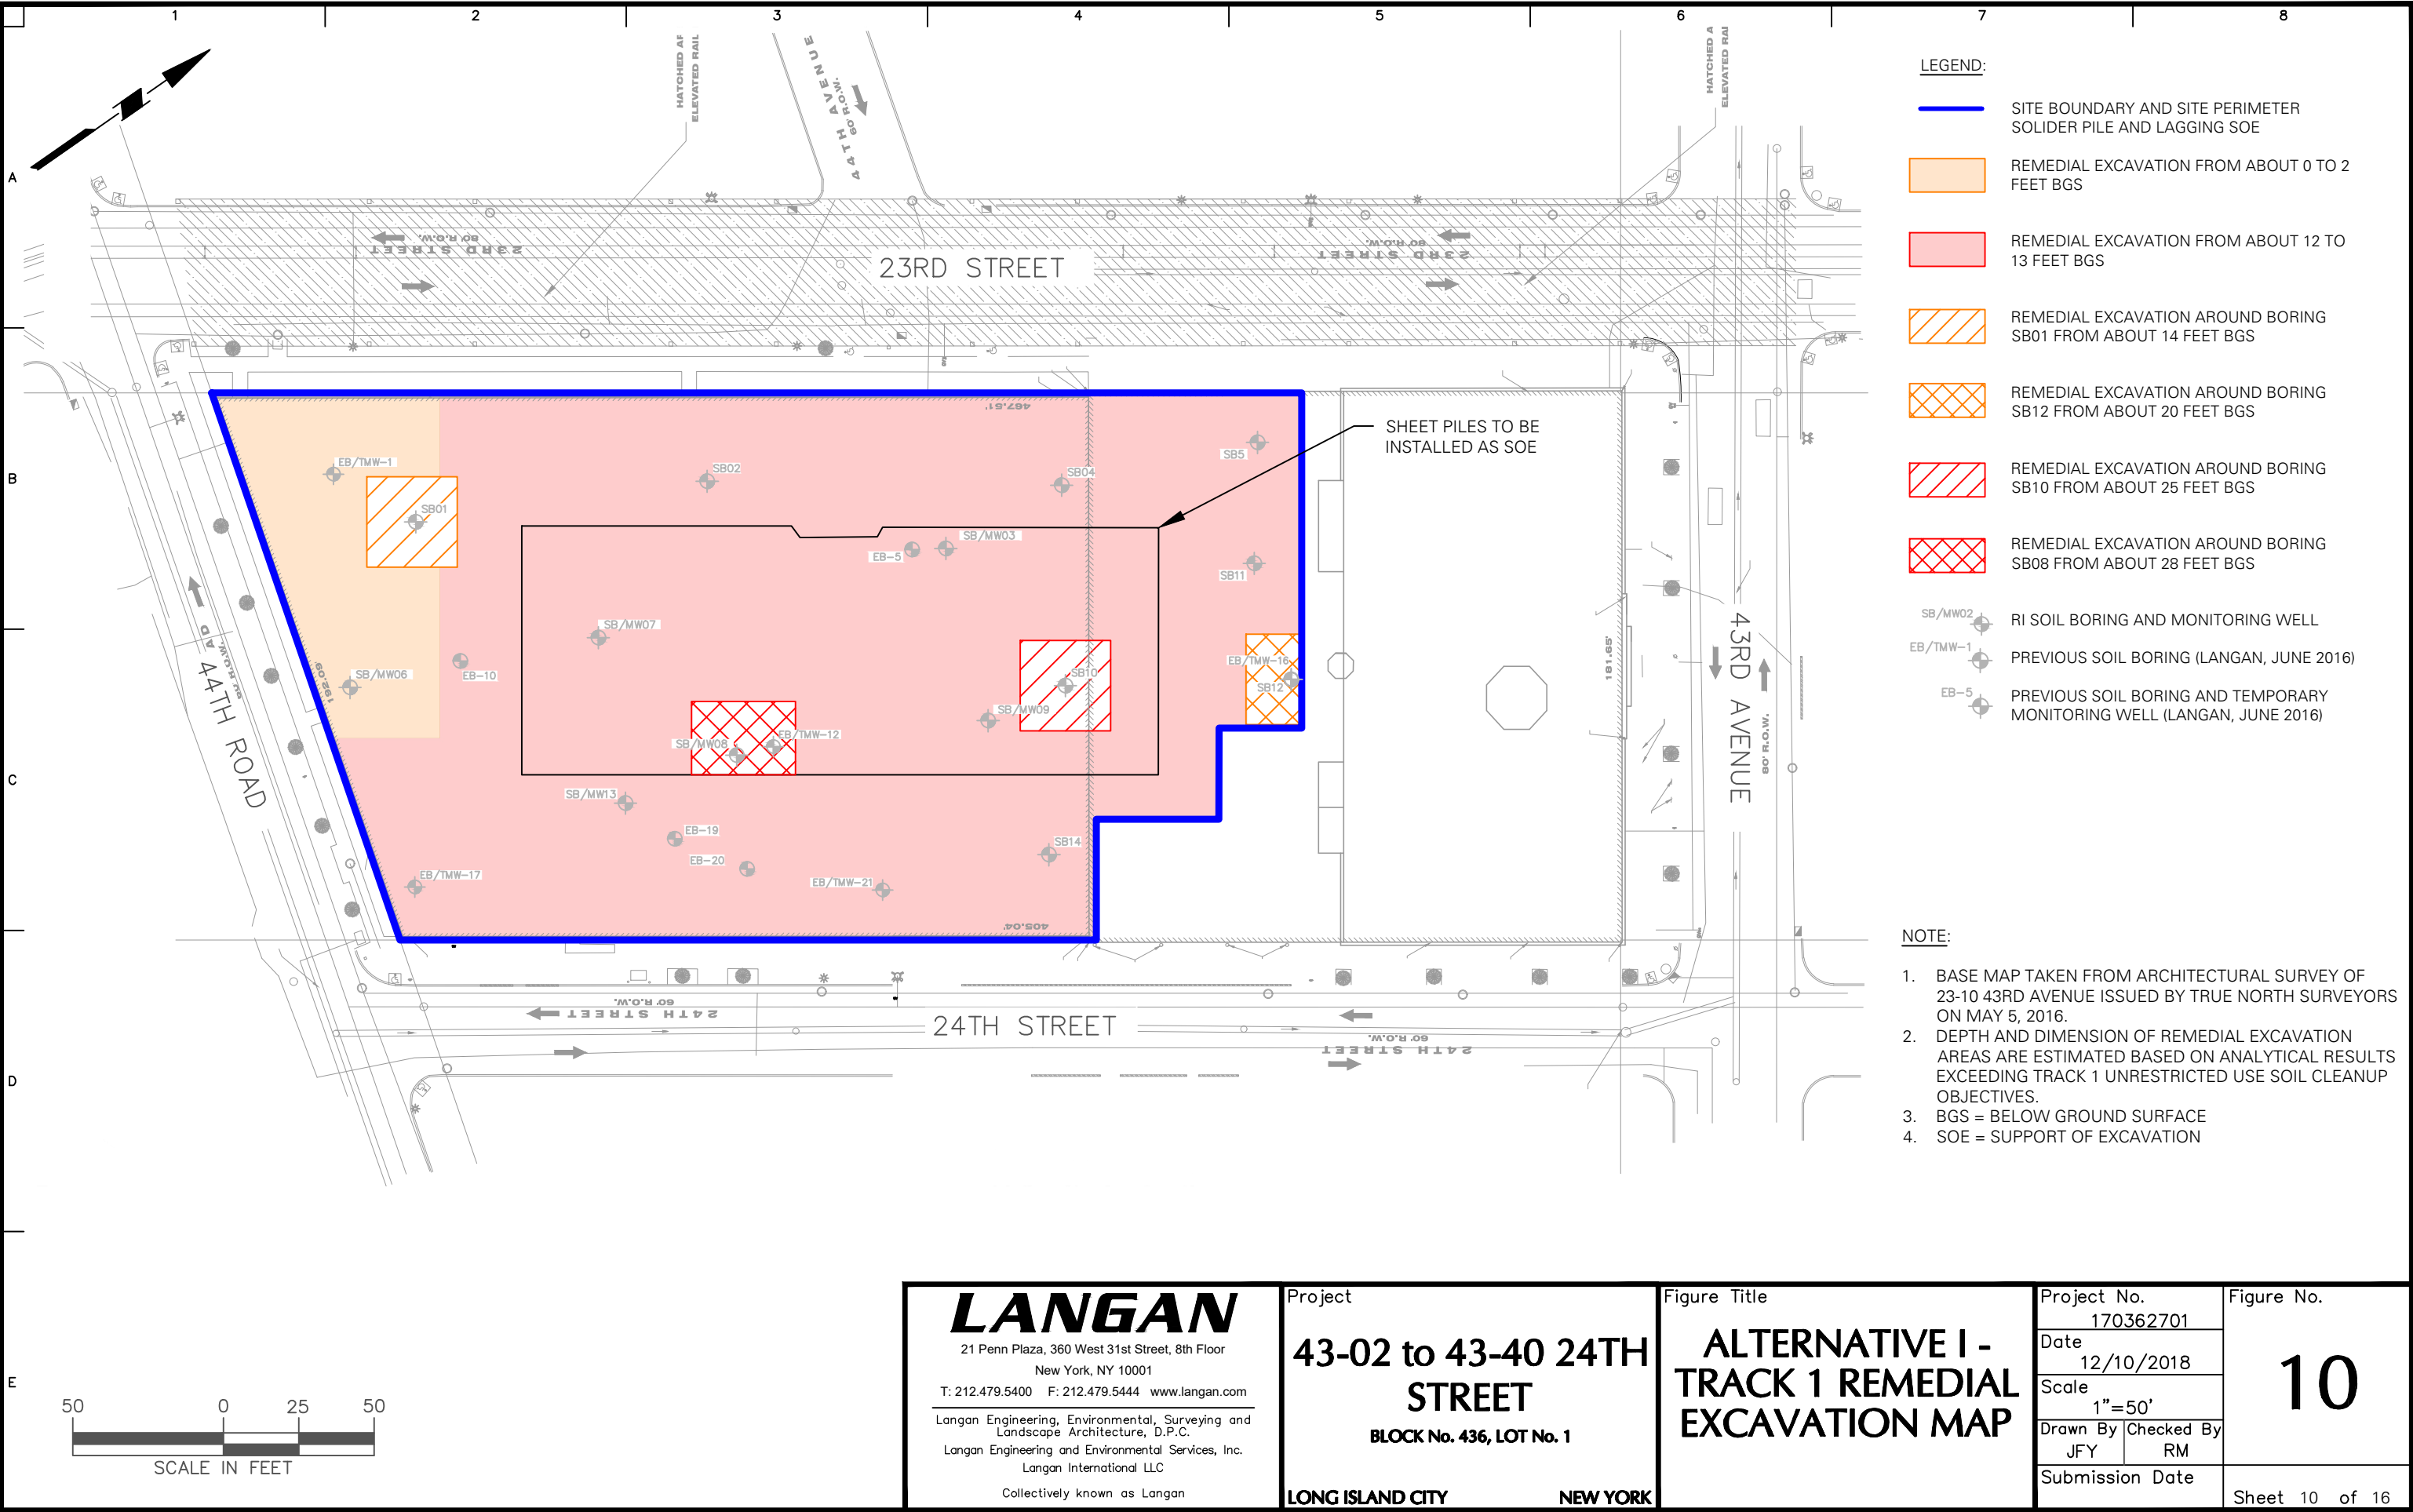 1 2 3 4 5 6 7 8
A
B
C
D
E
HATCHED
ELEVATED RAIL
44TH AVENUE
60' R.O.W.
HATCHED A
ELEVATED RAI
60' R.O.W.
23RD STREET
23RD STREET
60' R.O.W.
23RD STREET
467.51'
SHEET PILES TO BE
INSTALLED AS SOE
EB/TMW-1
SB02
SB04
SB5
SB01
SB/MW03
EB-5
SB11
SB/MW07
SB/MW06
EB-10
SB10
EB/TMW-16
SB12
SB/MW09
EB/TMW-12
SB/MW08
SB/MW13
EB-19
EB-20
SB14
EB/TMW-17
EB/TMW-21
405.04'
192.09
181.65'
44TH ROAD
43RD AVENUE
80' R.O.W.
60' R.O.W.
24TH STREET
24TH STREET
60' R.O.W.
24TH STREET
LEGEND:
SITE BOUNDARY AND SITE PERIMETER
SOLIDER PILE AND LAGGING SOE
REMEDIAL EXCAVATION FROM ABOUT 0 TO 2
FEET BGS
REMEDIAL EXCAVATION FROM ABOUT 12 TO
13 FEET BGS
REMEDIAL EXCAVATION AROUND BORING
SB01 FROM ABOUT 14 FEET BGS
REMEDIAL EXCAVATION AROUND BORING
SB12 FROM ABOUT 20 FEET BGS
REMEDIAL EXCAVATION AROUND BORING
SB10 FROM ABOUT 25 FEET BGS
REMEDIAL EXCAVATION AROUND BORING
SB08 FROM ABOUT 28 FEET BGS
SB/MW02 RI SOIL BORING AND MONITORING WELL
EB/TMW-1 PREVIOUS SOIL BORING (LANGAN, JUNE 2016)
EB-5 PREVIOUS SOIL BORING AND TEMPORARY
MONITORING WELL (LANGAN, JUNE 2016)
NOTE:
1. BASE MAP TAKEN FROM ARCHITECTURAL SURVEY OF
23-10 43RD AVENUE ISSUED BY TRUE NORTH SURVEYORS
ON MAY 5, 2016.
2. DEPTH AND DIMENSION OF REMEDIAL EXCAVATION
AREAS ARE ESTIMATED BASED ON ANALYTICAL RESULTS
EXCEEDING TRACK 1 UNRESTRICTED USE SOIL CLEANUP
OBJECTIVES.
3. BGS = BELOW GROUND SURFACE
4. SOE = SUPPORT OF EXCAVATION
50 0 25 50
SCALE IN FEET
LANGAN
21 Penn Plaza, 360 West 31st Street, 8th Floor
New York, NY 10001
T: 212.479.5400 F: 212.479.5444 www.langan.com
Langan Engineering, Environmental, Surveying and
Landscape Architecture, D.P.C.
Langan Engineering and Environmental Services, Inc.
Langan International LLC
Collectively known as Langan
Project
43-02 to 43-40 24TH
STREET
BLOCK No. 436, LOT No. 1
LONG ISLAND CITY NEW YORK
Figure Title
ALTERNATIVE I -
TRACK 1 REMEDIAL
EXCAVATION MAP
Project No.
170362701
Date
12/10/2018
Scale
1"=50'
Drawn By Checked By
JFY RM
Submission Date
Figure No.
10
Sheet 10 of 16